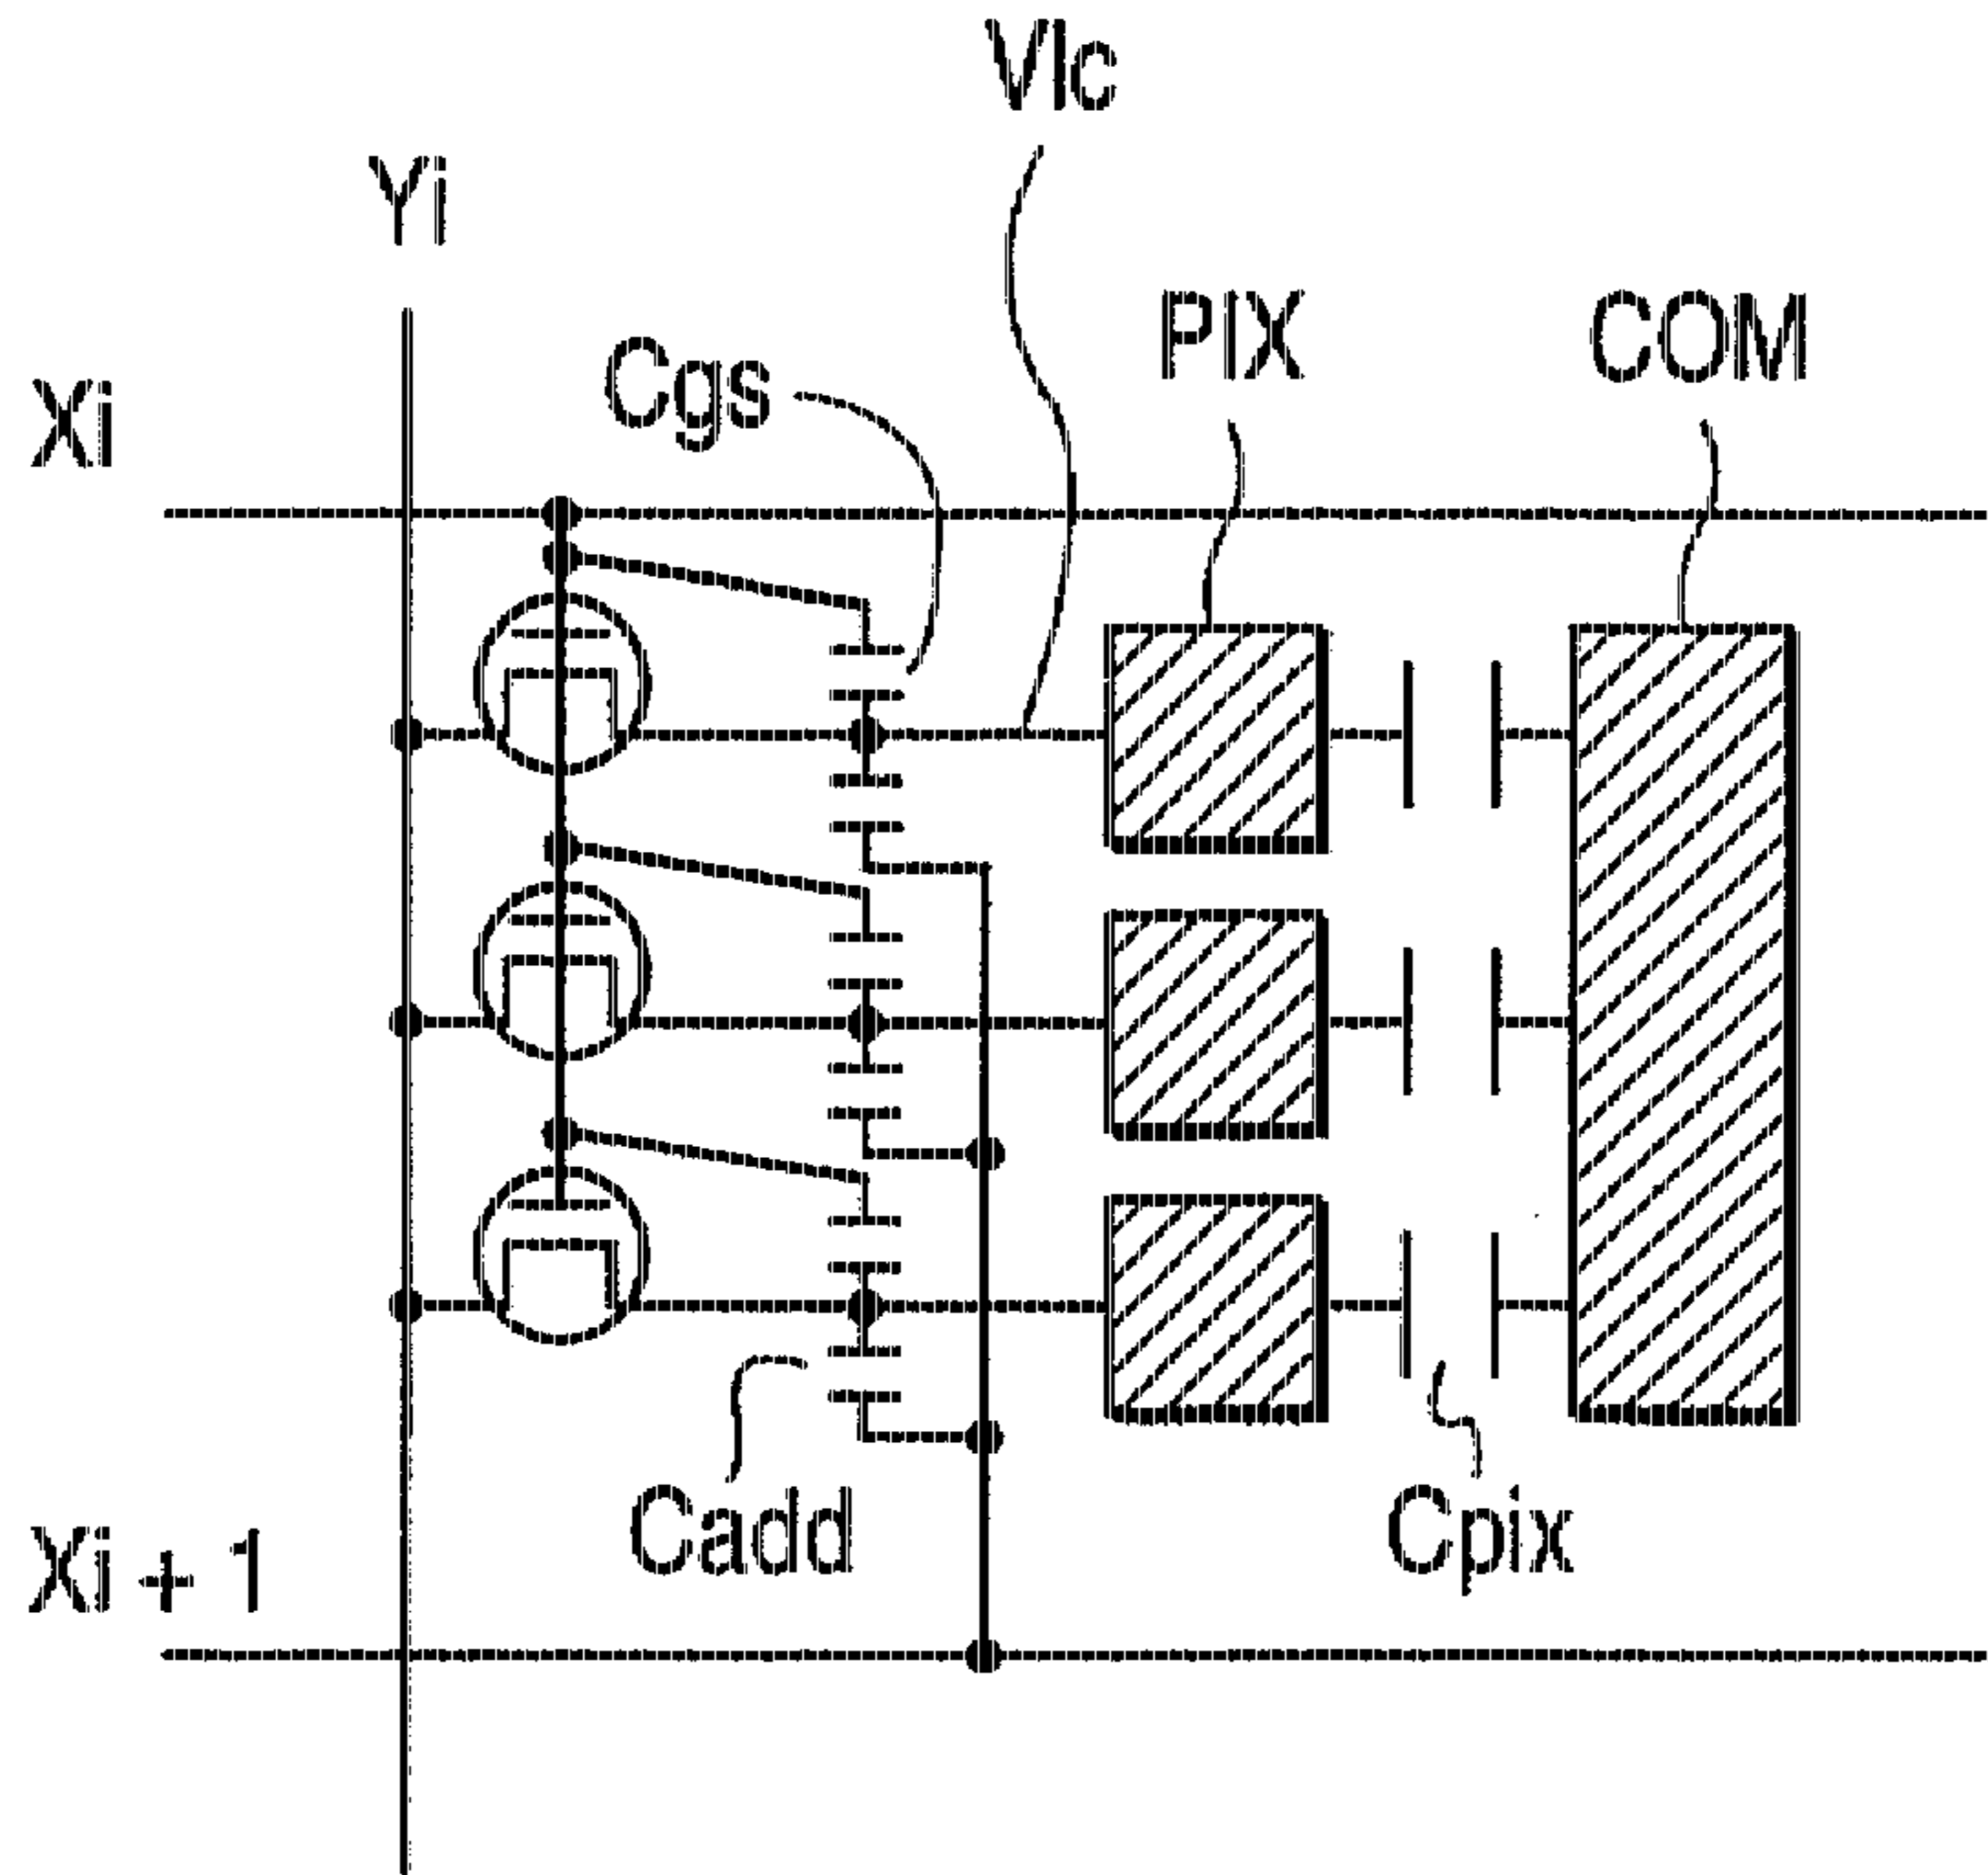 Vlc
Yi
PIX
COM
Cgs
Xi
Cadd
Cpix
Xi + 1